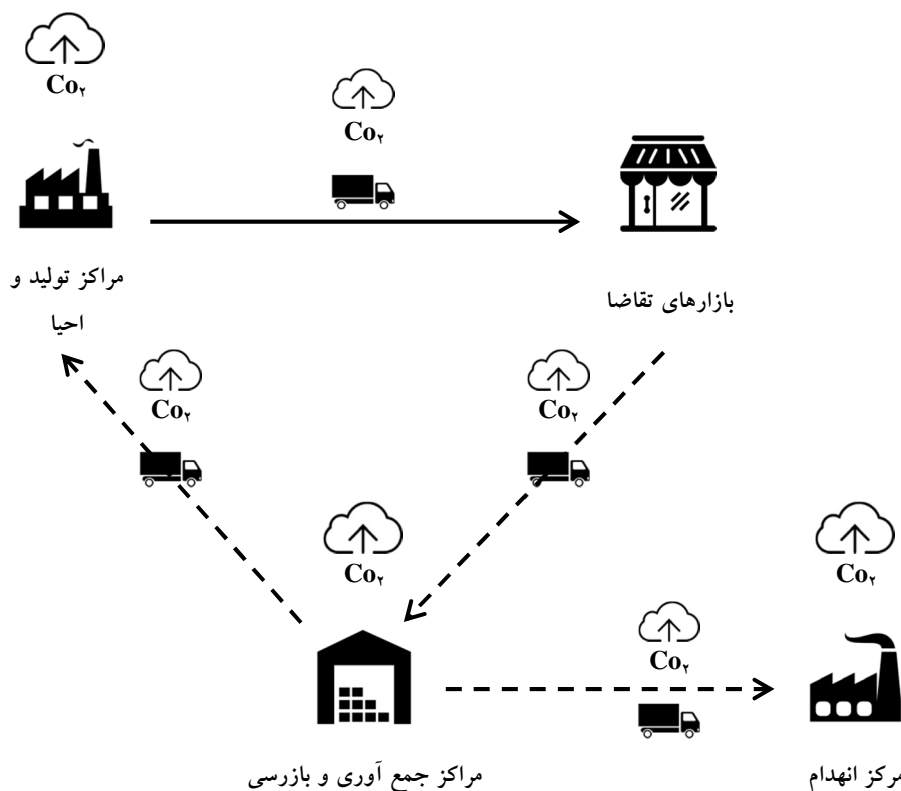 Co₂
Co₂
مراکز تولید و
احیا
بازارهای تقاضا
Co₂
Co₂
Co₂
Co₂
Co₂
مراکز جمع آوری و بازرسی
مرکز انهدام